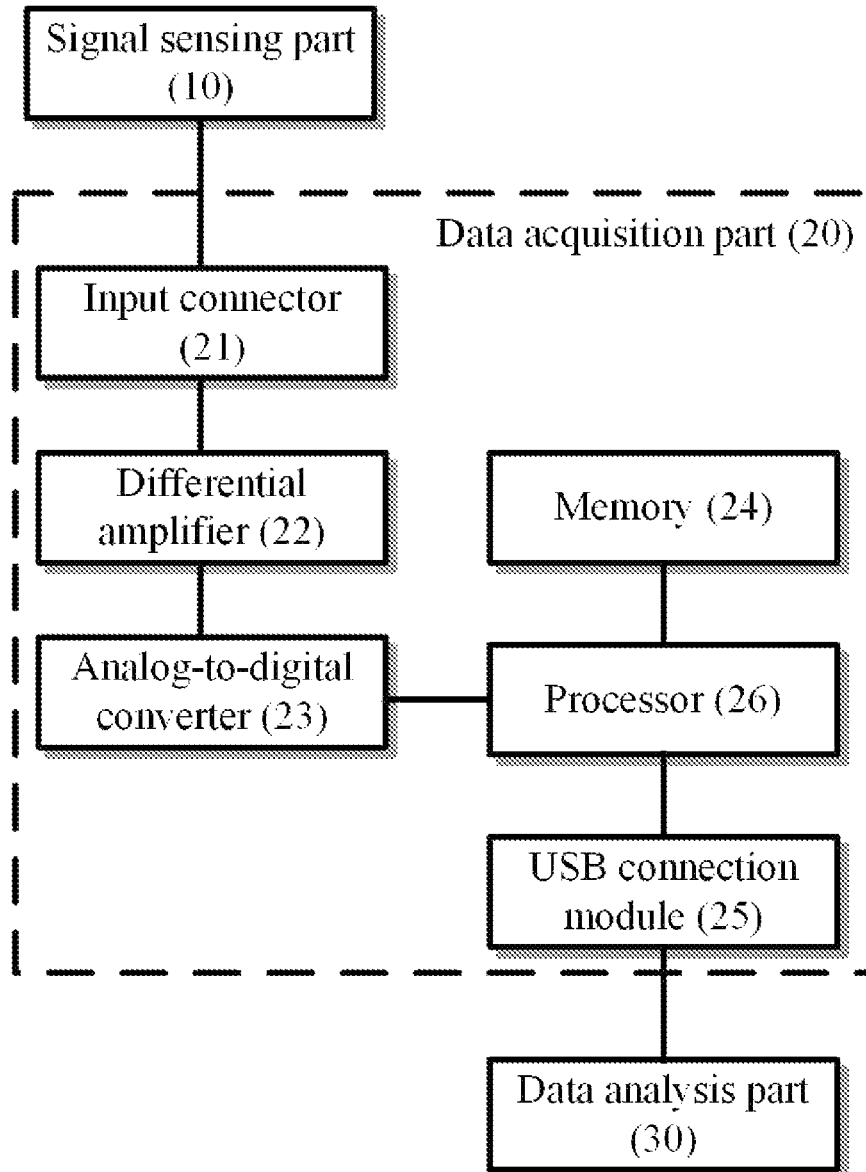 Signal sensing part
(10)
Data acquisition part (20)
Input connector
(21)
Differential
amplifier (22)
Memory (24)
Analog-to-digital
converter (23)
Processor (26)
USB connection
module (25)
Data analysis part
(30)